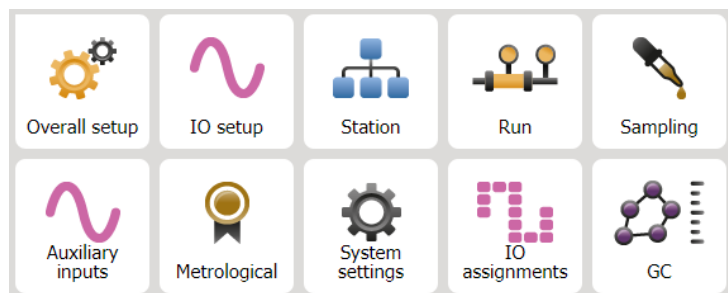 Overall setup
IO setup
Station
Run
Sampling
Auxiliary
inputs
Metrological
System
settings
IO
assignments
GC